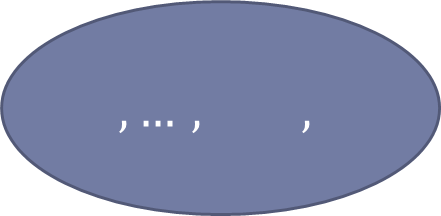 , ... , ,